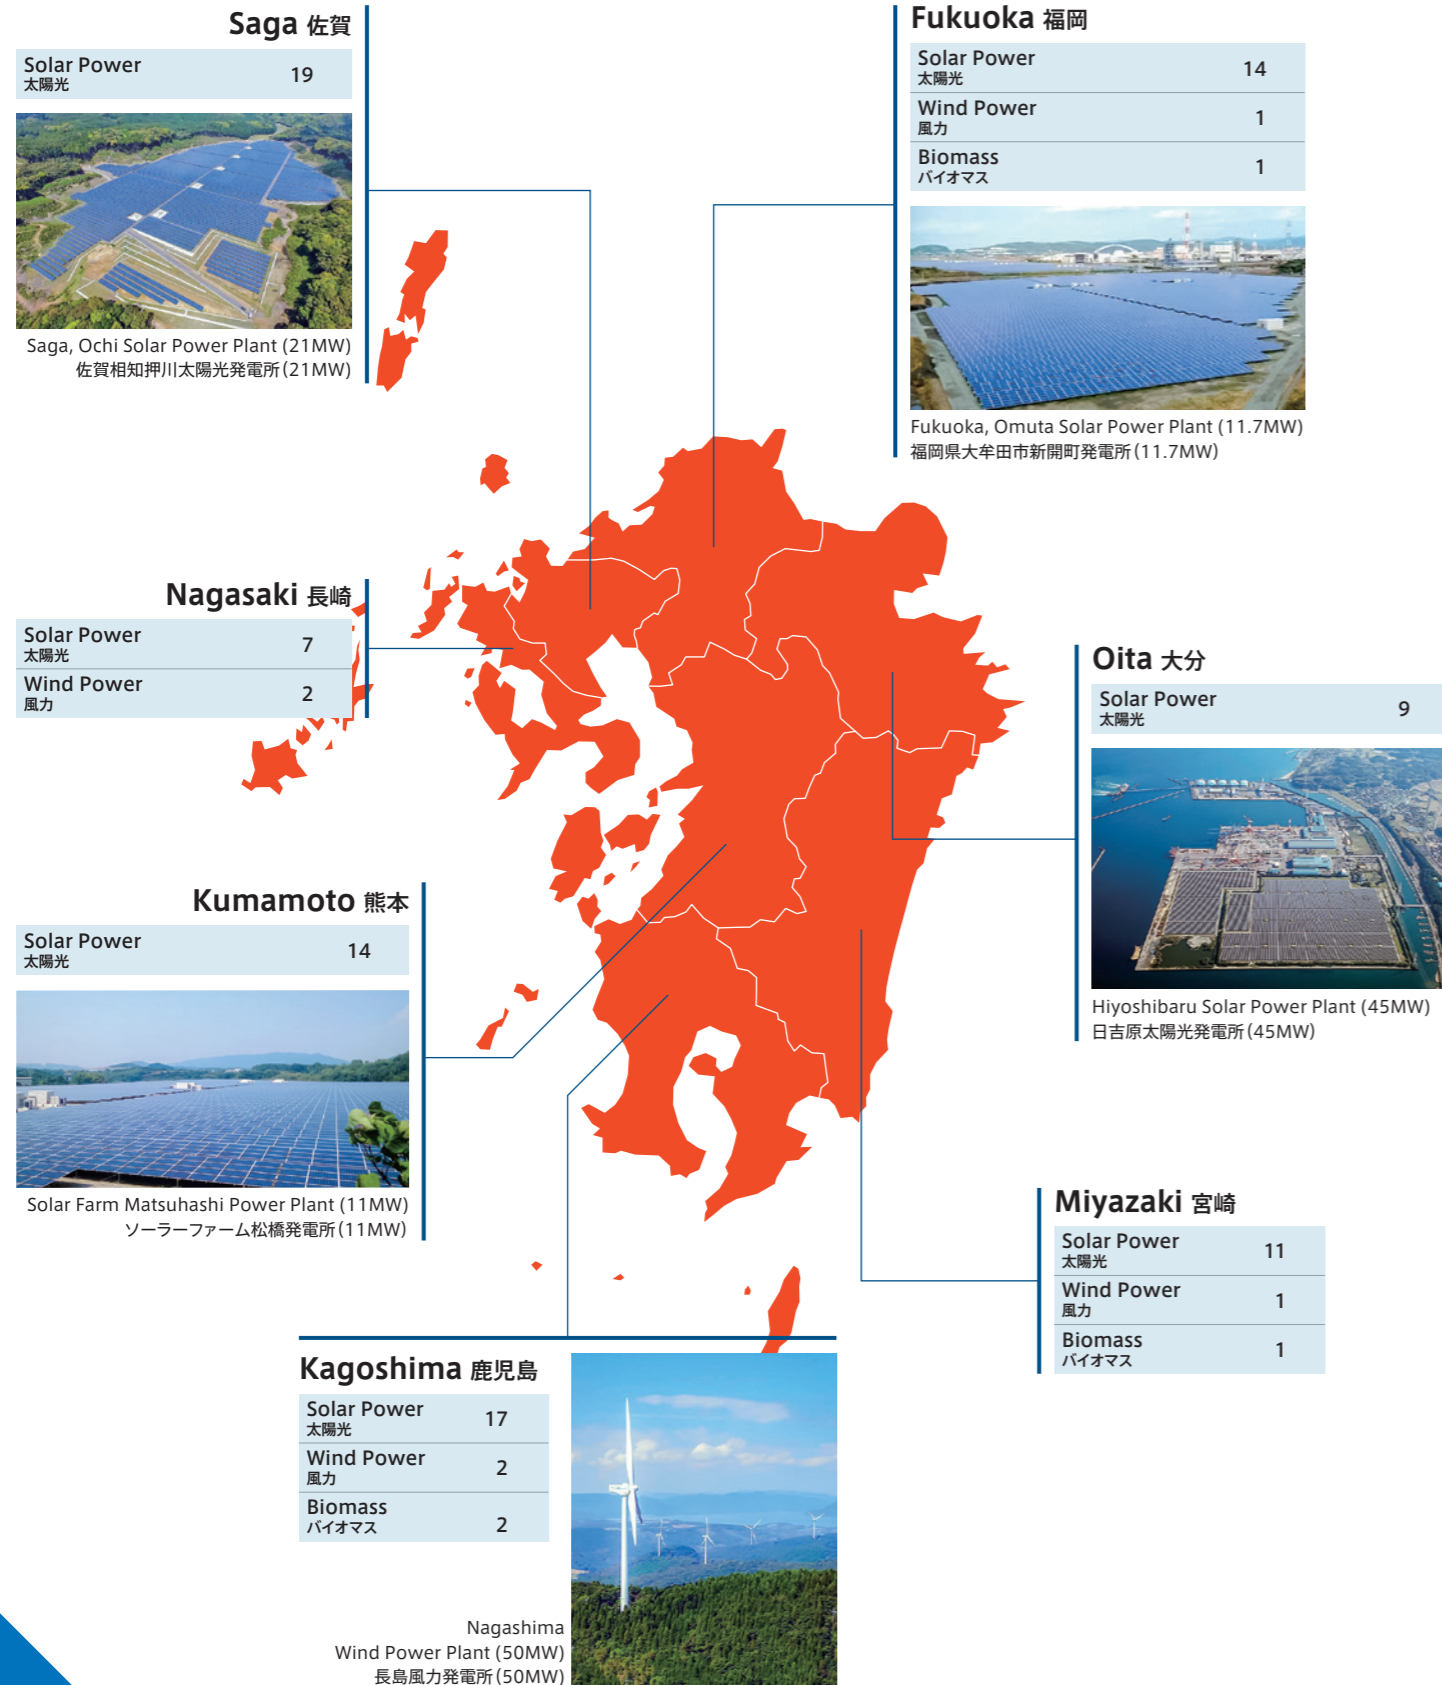 Saga 佐賀
Solar Power 19
太陽光
Saga, Ochi Solar Power Plant (21MW)
佐賀相知押川太陽光発電所(21MW)
Fukuoka 福岡
Solar Power 14
太陽光
Wind Power 1
風力
Biomass 1
バイオマス
Fukuoka, Omuta Solar Power Plant (11.7MW)
福岡県大牟田市新開町発電所(11.7MW)
Nagasaki 長崎
Solar Power 7
太陽光
Wind Power 2
風力
Oita 大分
Solar Power 9
太陽光
Hiyoshibaru Solar Power Plant (45MW)
日吉原太陽光発電所(45MW)
Kumamoto 熊本
Solar Power 14
太陽光
Solar Farm Matsuhashi Power Plant (11MW)
ソーラーファーム松橋発電所(11MW)
Miyazaki 宮崎
Solar Power 11
太陽光
Wind Power 1
風力
Biomass 1
バイオマス
Kagoshima 鹿児島
Solar Power 17
太陽光
Wind Power 2
風力
Biomass 2
バイオマス
Nagashima
Wind Power Plant (50MW)
長島風力発電所(50MW)